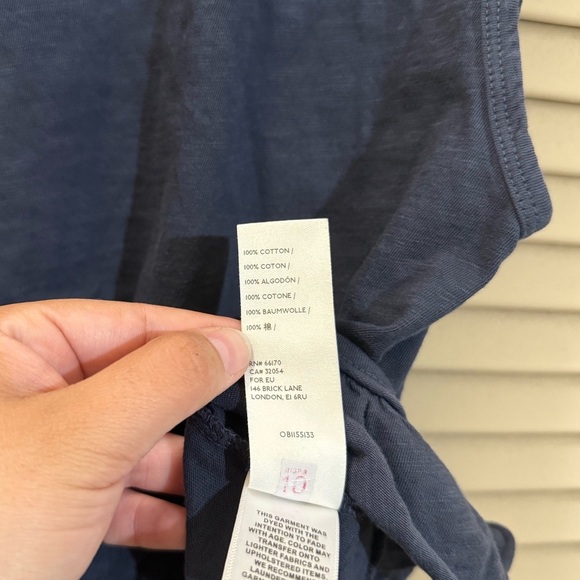 100% COTTON /
100% COTON /
100% ALGODÓN /
100% COTONE /
100% BAUMWOLLE /
100% 棉 /
RN# 66170
CA# 32054
FOR EU
146 BRICK LANE
LONDON, E1 6RU
OB1155133
10
THIS GARMENT WAS
DYED WITH THE
INTENTION TO FADE
WITH AGE. COLOR MAY
TRANSFER ONTO
LIGHTER FABRICS AND
UPHOLSTERED ITEMS.
WE RECOMMEN